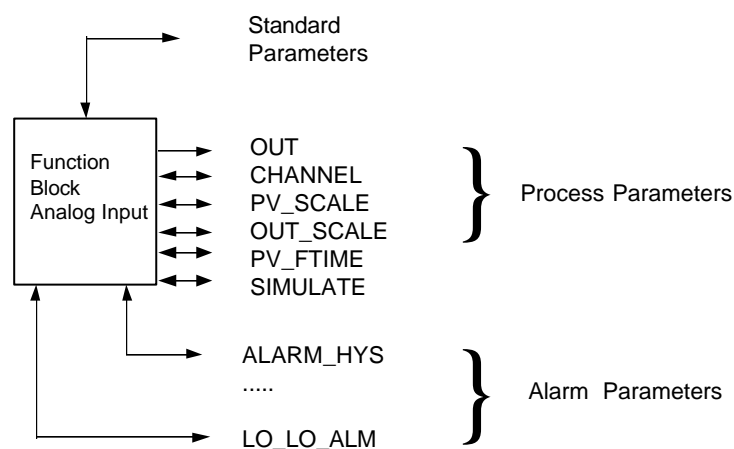 Standard
Parameters
Function
Block
Analog Input
OUT
CHANNEL
PV_SCALE
OUT_SCALE
PV_FTIME
SIMULATE
Process Parameters
ALARM_HYS
.....
LO_LO_ALM
Alarm Parameters